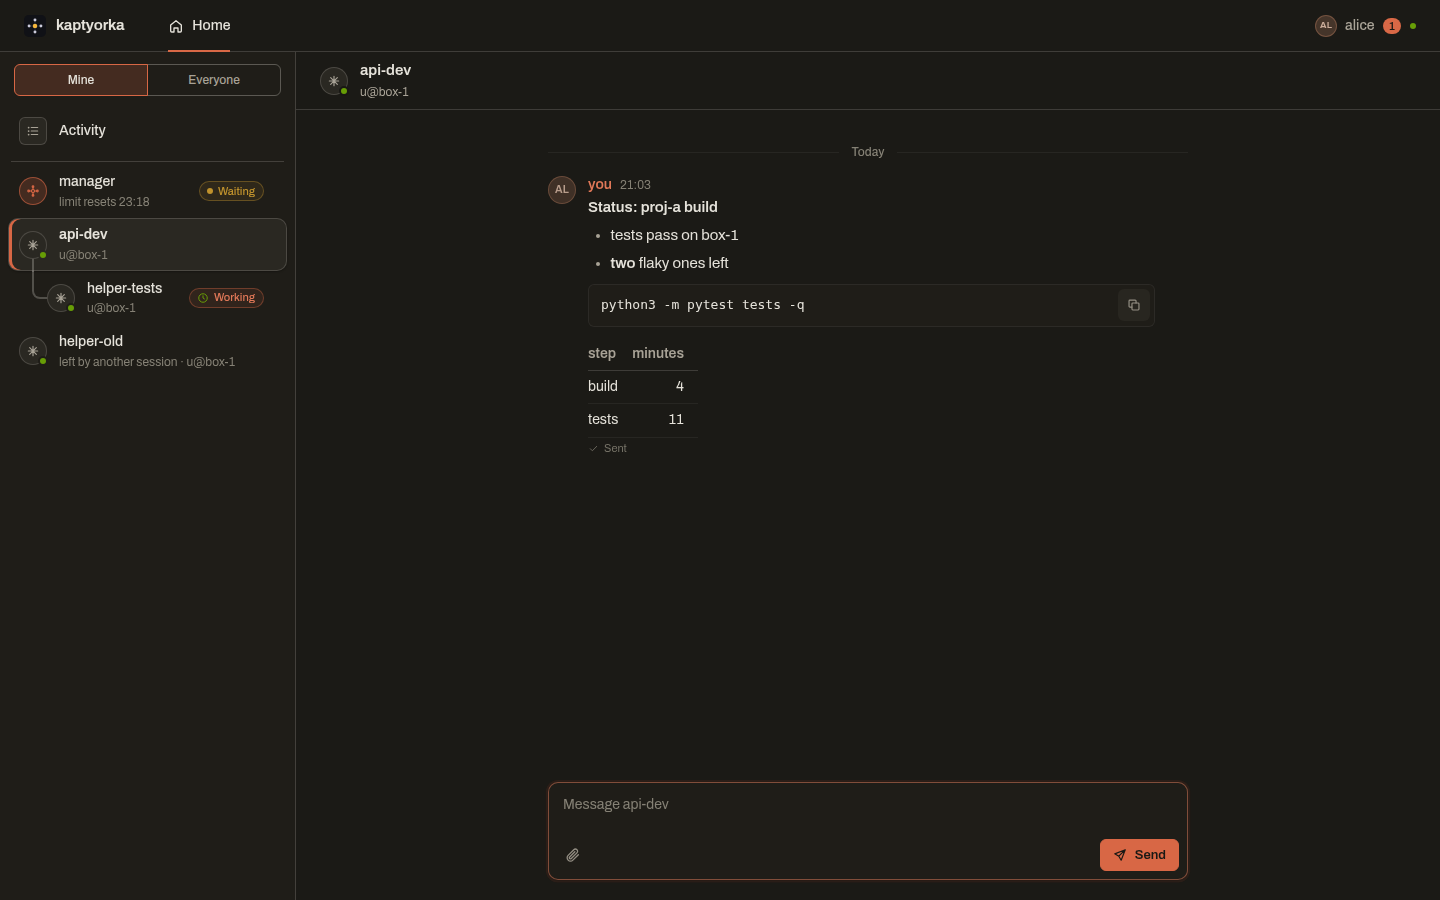 kaptyorka
Home
AL alice 1
Mine
Everyone
Activity
manager
limit resets 23:18
Waiting
api-dev
u@box-1
helper-tests
u@box-1
Working
helper-old
left by another session · u@box-1
api-dev
u@box-1
Today
AL
you 21:03
Status: proj-a build
• tests pass on box-1
• two flaky ones left
python3 -m pytest tests -q
step minutes
build 4
tests 11
Sent
Message api-dev
Send